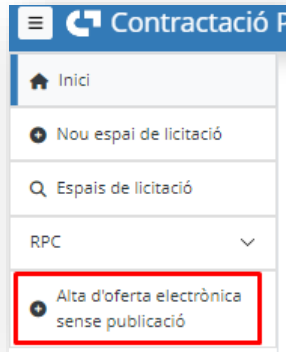 Contractació P
Inici
Nou espai de licitació
Espais de licitació
RPC
Alta d'oferta electrònica
sense publicació